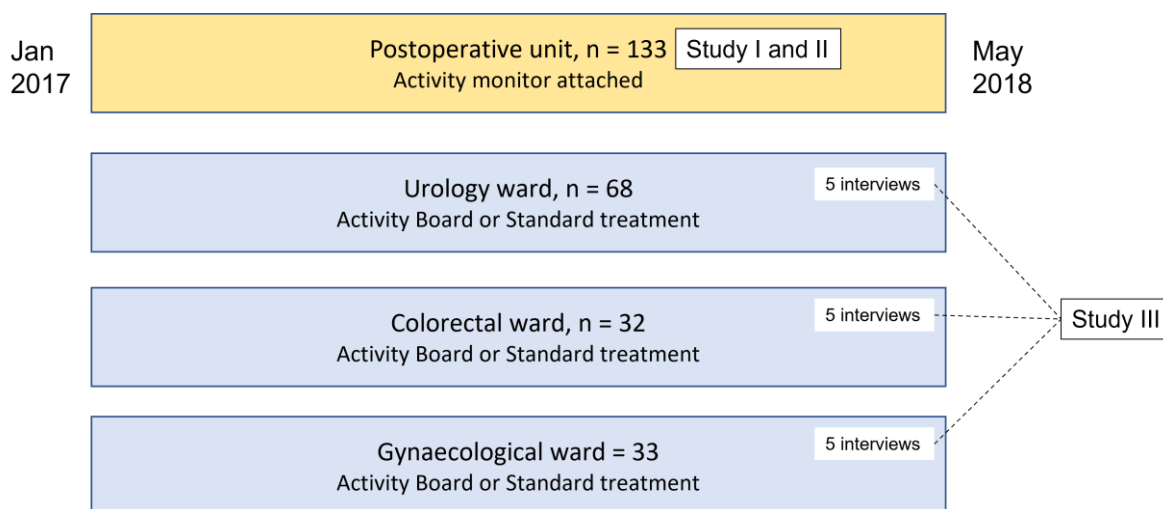 Jan
2017
Postoperative unit, n = 133
Study I and II
Activity monitor attached
May
2018
Urology ward, n = 68
5 interviews
Activity Board or Standard treatment
Colorectal ward, n = 32
5 interviews
Activity Board or Standard treatment
Study III
Gynaecological ward = 33
5 interviews
Activity Board or Standard treatment